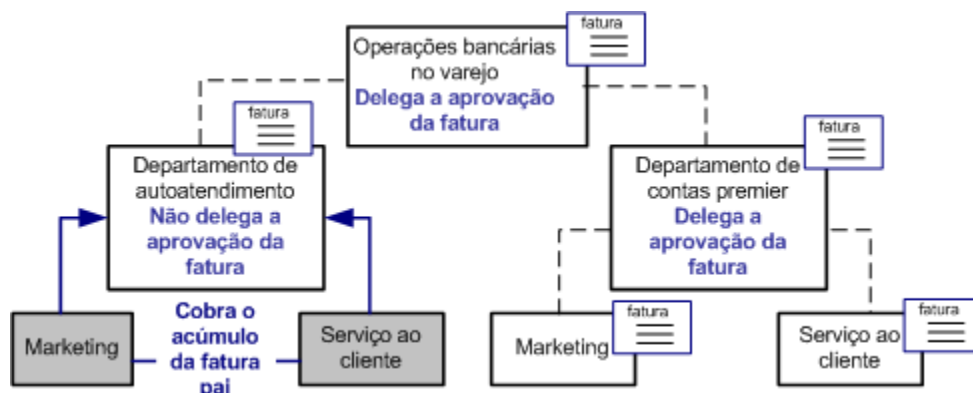 fatura
Operações bancárias
no varejo
Delega a aprovação
da fatura
fatura
Departamento de
autoatendimento
Não delega a
aprovação da
fatura
fatura
Departamento de
contas premier
Delega a
aprovação da
fatura
Marketing
Cobra o
acúmulo
da fatura
pai
Serviço ao
cliente
fatura
Marketing
fatura
Serviço ao
cliente